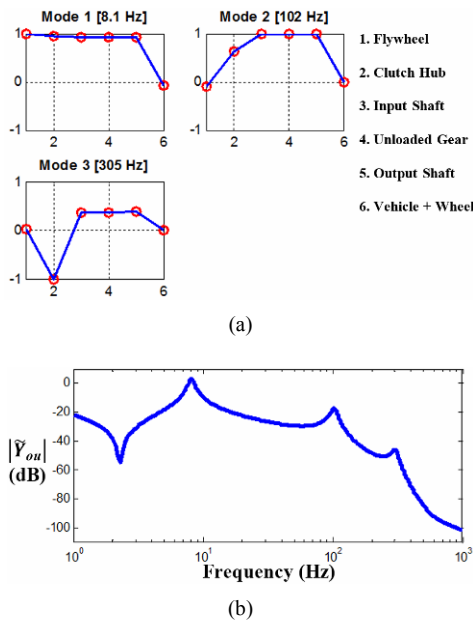 Mode 1 [8.1 Hz]
1
0
-1
2
4
6
Mode 2 [102 Hz]
1
0
-1
2
4
6
Mode 3 [305 Hz]
1
0
-1
2
4
6
1. Flywheel
2. Clutch Hub
3. Input Shaft
4. Unloaded Gear
5. Output Shaft
6. Vehicle + Wheel
(a)
|Ỹou|
(dB)
0
-20
-40
-60
-80
-100
10⁰
10¹
10²
10³
Frequency (Hz)
(b)